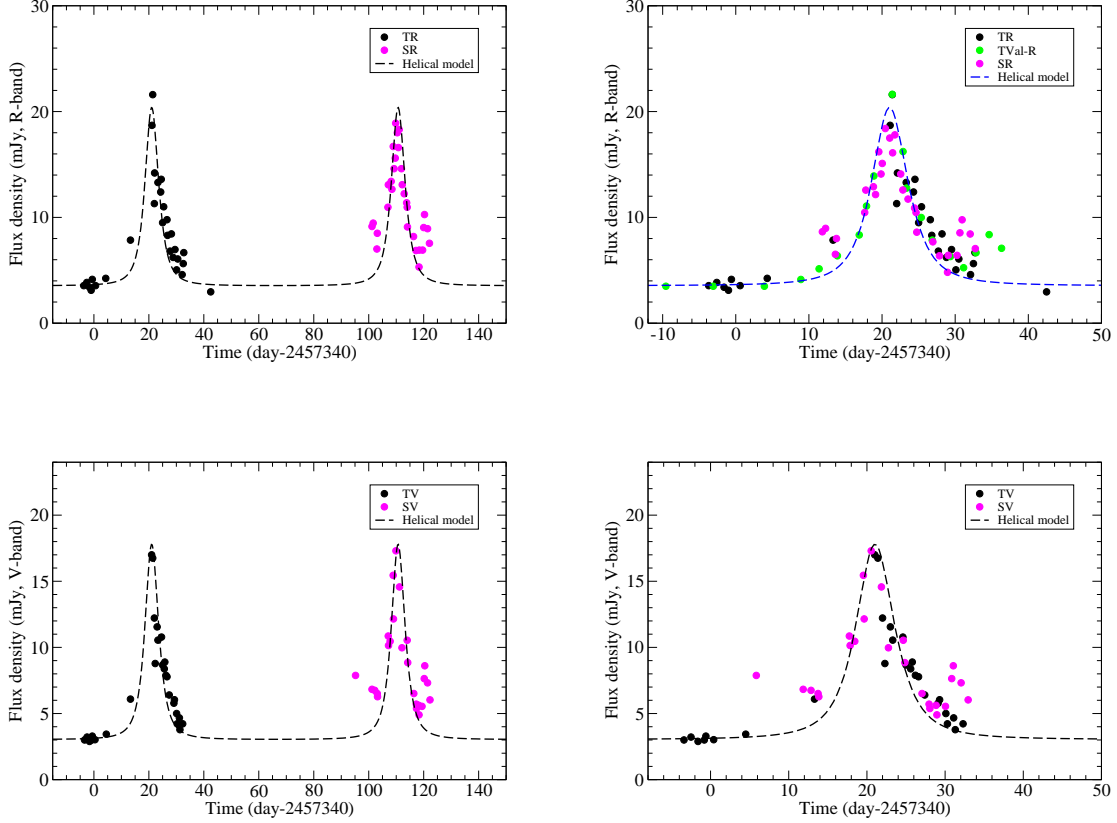 30
20
10
0
0 20 40 60 80 100 120 140
Time (day-2457340)
Flux density (mJy, R-band)
TR
SR
Helical model
30
20
10
0
-10 0 10 20 30 40 50
Time (day-2457340)
Flux density (mJy, R-band)
TR
TVal-R
SR
Helical model
20
15
10
5
0
0 20 40 60 80 100 120 140
Time (day-2457340)
Flux density (mJy, V-band)
TV
SV
Helical model
20
15
10
5
0
0 10 20 30 40 50
Time (day-2457340)
Flux density (mJy, V-band)
TV
SV
Helical model